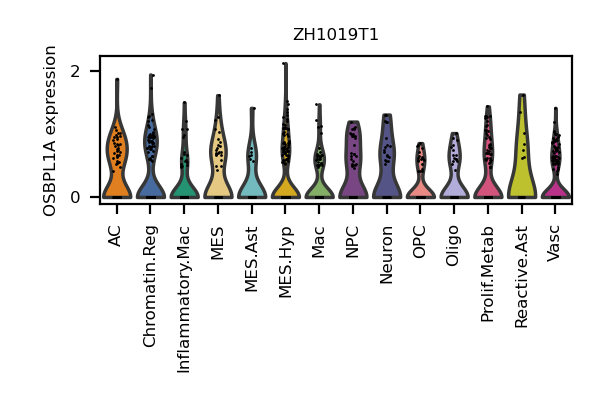 ZH1019T1
OSBPL1A expression
2
0
AC
Chromatin.Reg
Inflammatory.Mac
MES
MES.Ast
MES.Hyp
Mac
NPC
Neuron
OPC
Oligo
Prolif.Metab
Reactive.Ast
Vasc